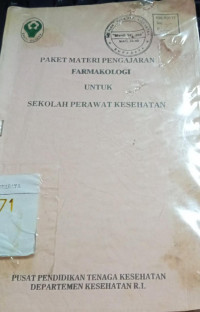 PAKET MATERI PENGAJARAN
FARMAKOLOGI
UNTUK
SEKOLAH PERAWAT KESEHATAN
71
PUSAT PENDIDIKAN TENAGA KESEHATAN
DEPARTEMEN KESEHATAN R.I.